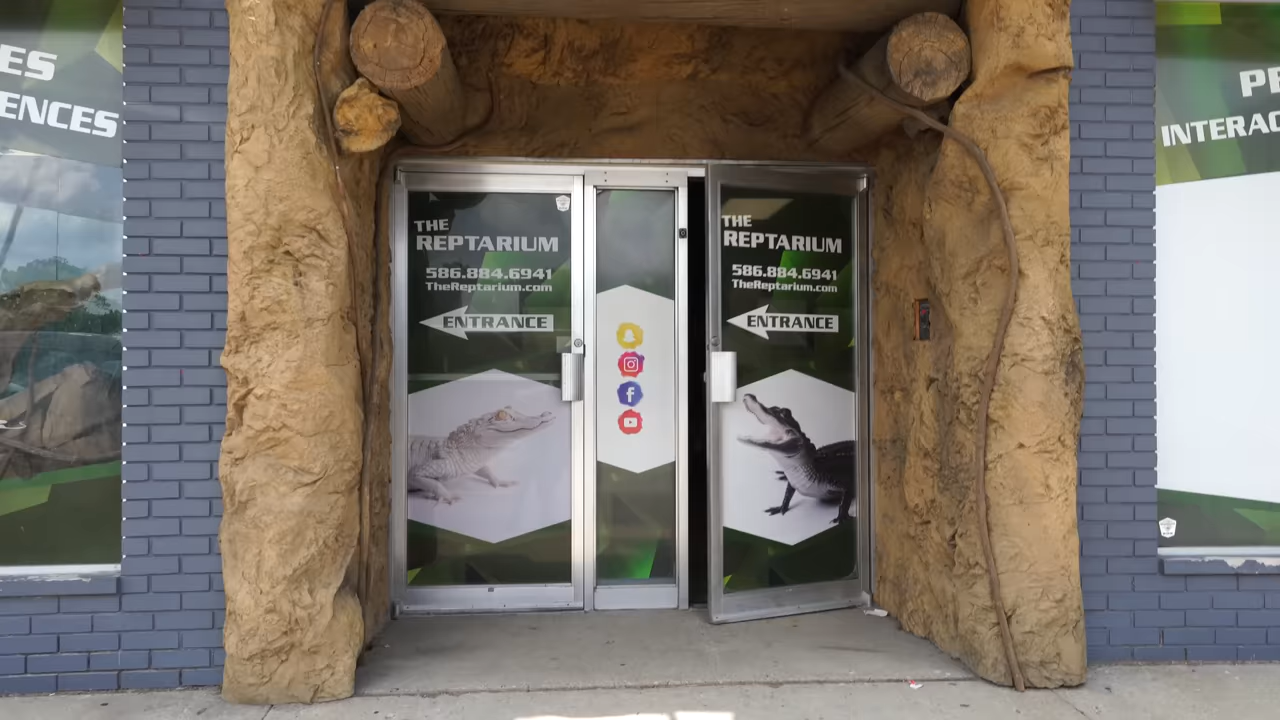 ES
ENCES
THE
REPTARIUM
586.884.6941
TheReptarium.com
ENTRANCE
THE
REPTARIUM
586.884.6941
TheReptarium.com
ENTRANCE
PE
INTERAC